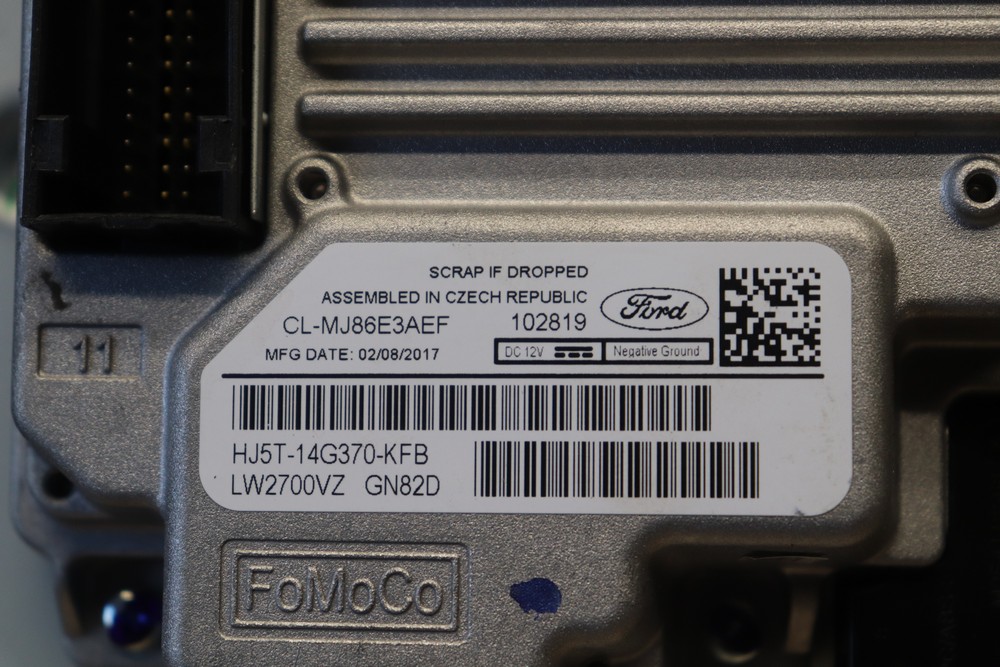 SCRAP IF DROPPED
ASSEMBLED IN CZECH REPUBLIC
CL-MJ86E3AEF 102819
Ford
MFG DATE: 02/08/2017
DC 12V Negative Ground
11
HJ5T-14G370-KFB
LW2700VZ GN82D
FoMoCo